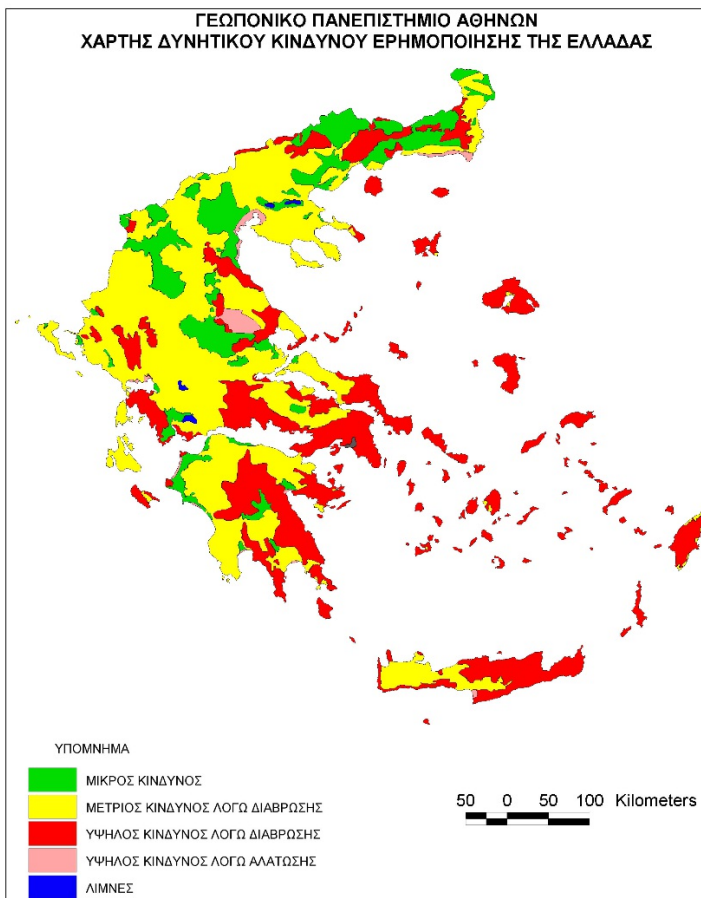 ΓΕΩΠΟΝΙΚΟ ΠΑΝΕΠΙΣΤΗΜΙΟ ΑΘΗΝΩΝ
ΧΑΡΤΗΣ ΔΥΝΗΤΙΚΟΥ ΚΙΝΔΥΝΟΥ ΕΡΗΜΟΠΟΙΗΣΗΣ ΤΗΣ ΕΛΛΑΔΑΣ
ΥΠΟΜΝΗΜΑ
ΜΙΚΡΟΣ ΚΙΝΔΥΝΟΣ
ΜΕΤΡΙΟΣ ΚΙΝΔΥΝΟΣ ΛΟΓΩ ΔΙΑΒΡΩΣΗΣ
ΥΨΗΛΟΣ ΚΙΝΔΥΝΟΣ ΛΟΓΩ ΔΙΑΒΡΩΣΗΣ
ΥΨΗΛΟΣ ΚΙΝΔΥΝΟΣ ΛΟΓΩ ΑΛΑΤΩΣΗΣ
ΛΙΜΝΕΣ
50 0 50 100 Kilometers